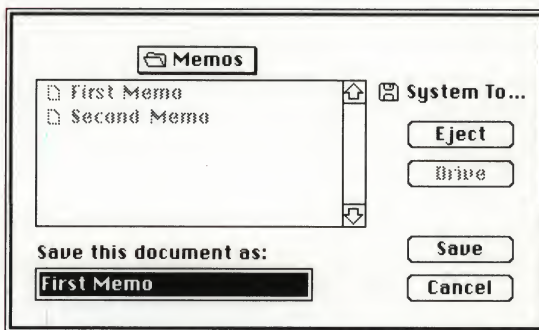 Memos
First Memo
Second Memo
System To...
Eject
Drive
Save this document as:
First Memo
Save
Cancel